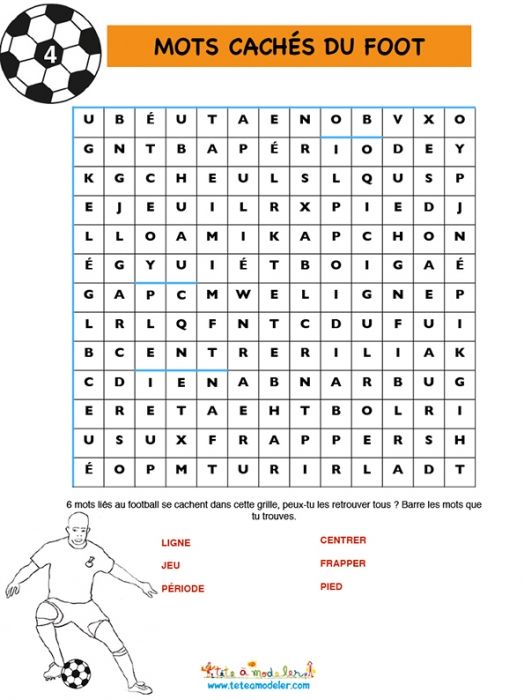 4
MOTS CACHÉS DU FOOT
U B É U T A E N O B V X O
G N T B A P É R I O D E Y
K G C H E U L S L Q U S P
E J E U I L R X P I E D J
L L O A M I K A P C H O N
É G Y U I É T B O I G A É
G A P C M W E L I G N E P
L R L Q F N T C D U F U I
B C E N T R E R I L I A K
C D I E N A B N A R B U G
E R E T A E H T B O L R I
U S U X F R A P P E R S H
É O P M T U R I R L A D T
6 mots liés au football se cachent dans cette grille, peux-tu les retrouver tous ? Barre les mots que
tu trouves.
LIGNE
CENTRER
JEU
FRAPPER
PÉRIODE
PIED
tête à modeler
www.teteamodeler.com